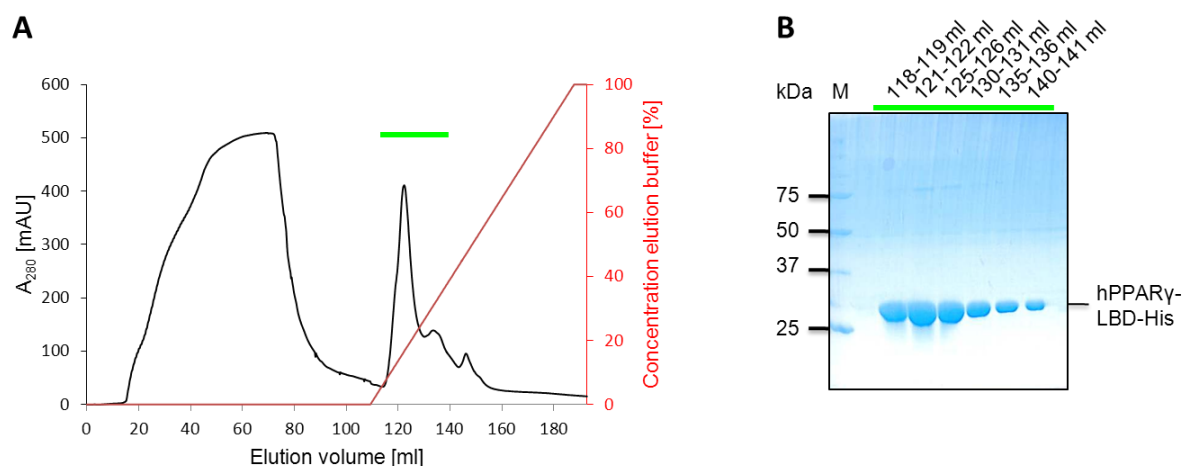 A
600
500
400
300
200
100
0
A280 [mAU]
0 20 40 60 80 100 120 140 160 180
Elution volume [ml]
100
80
60
40
20
0
Concentration elution buffer [%]
B
118-119 ml
121-122 ml
125-126 ml
130-131 ml
135-136 ml
140-141 ml
kDa M
75
50
37
25
hPPARγ-
LBD-His